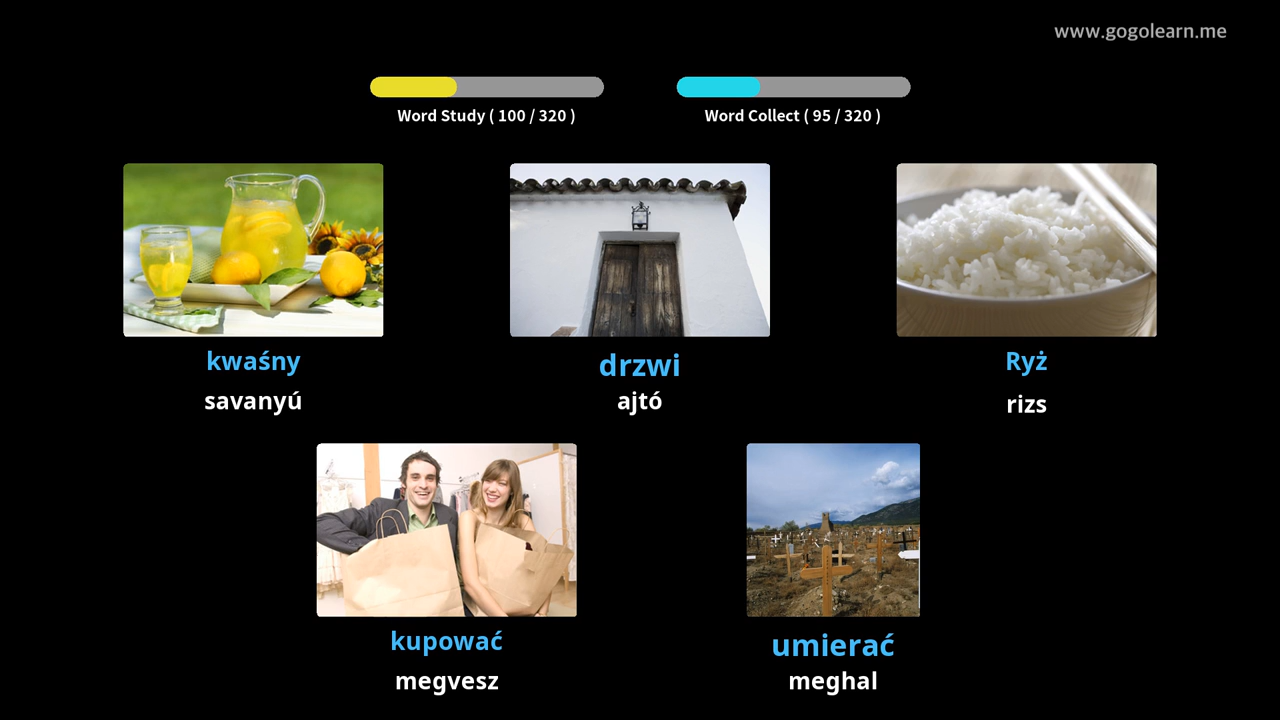 www.gogolearn.me
Word Study ( 100 / 320 )
Word Collect ( 95 / 320 )
kwaśny
savanyú
drzwi
ajtó
Ryż
rizs
kupować
megvesz
umierać
meghal